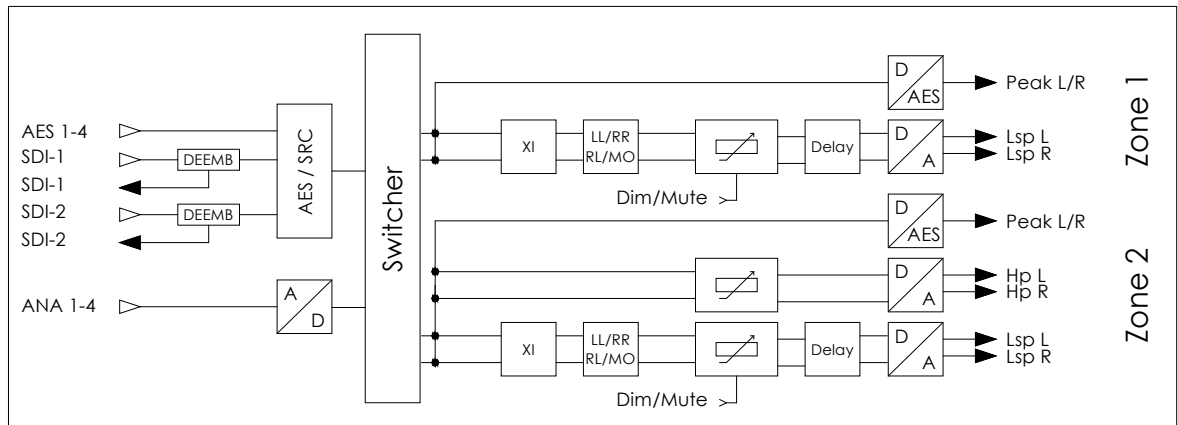 AES 1-4
SDI-1
SDI-1
SDI-2
SDI-2
ANA 1-4
DEEMB
DEEMB
AES / SRC
A
D
Switcher
D
AES
Peak L/R
XI
LL/RR
RL/MO
Delay
D
A
Lsp L
Lsp R
Dim/Mute
Zone 1
D
AES
Peak L/R
D
A
Hp L
Hp R
XI
LL/RR
RL/MO
Delay
D
A
Lsp L
Lsp R
Dim/Mute
Zone 2